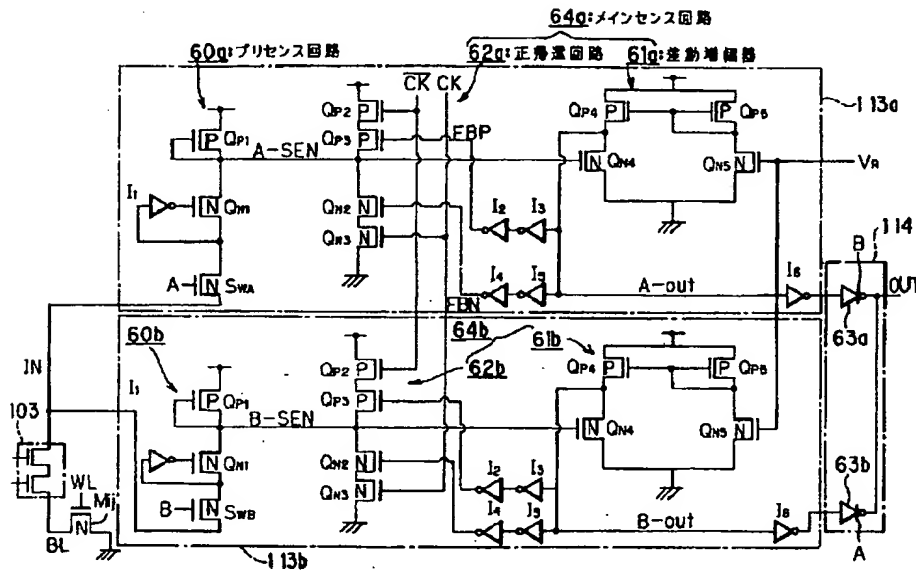 64a:メインセンス回路
60a:プリセンス回路
62a:正帰還回路
61a:差動増幅器
CK CK
QP2
QP4
P
P
QP6
113a
QP1
P
QP3
P
FBP
A-SEN
N
QN4
QN5
N
VR
I1
N
QN1
QN2
N
I2
I3
QN3
N
114
B
A
N
SWA
I4
I5
A-out
I6
OUT
FBN
63a
60b
64b
61b
62b
IN
QP2
P
QP4
P
P
QP6
I1
QP1
P
QP3
P
103
B-SEN
N
QN4
QN5
N
63b
N
QN1
QN2
N
I2
I3
WL
Mij
B
N
SWB
QN3
N
I4
I5
I6
N
B-out
BL
A
113b